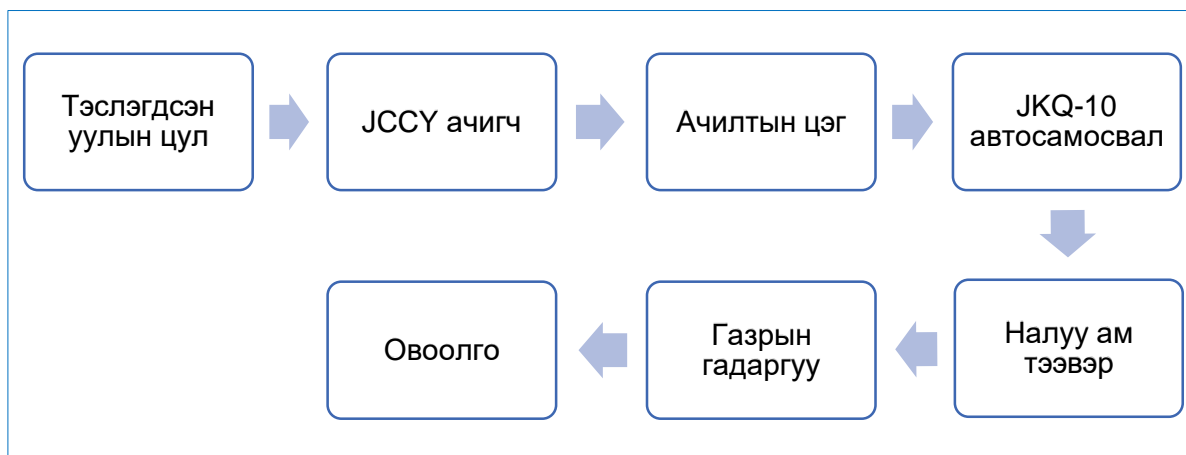 Тэслэгдсэн
уулын цул
JCCY ачигч
Ачилтын цэг
JKQ-10
автосамосвал
Налуу ам
тээвэр
Газрын
гадаргуу
Овоолго